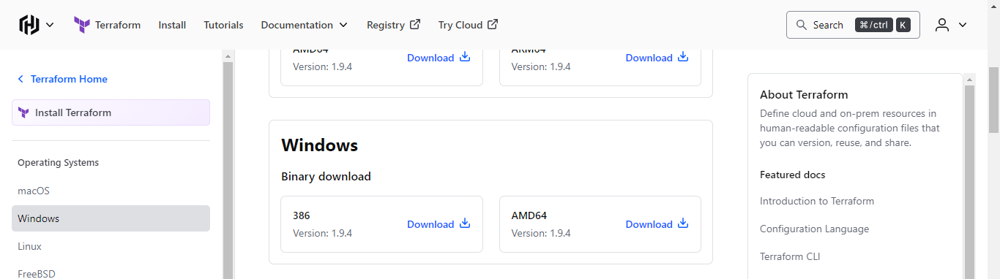 Terraform Install Tutorials Documentation Registry Try Cloud Search ⌘/ctrl K
Terraform Home
Install Terraform
Operating Systems
macOS
Windows
Linux
FreeBSD
AMD64
Version: 1.9.4
Download
ARM64
Version: 1.9.4
Download
Windows
Binary download
386
Version: 1.9.4
Download
AMD64
Version: 1.9.4
Download
About Terraform
Define cloud and on-prem resources in
human-readable configuration files that
you can version, reuse, and share.
Featured docs
Introduction to Terraform
Configuration Language
Terraform CLI